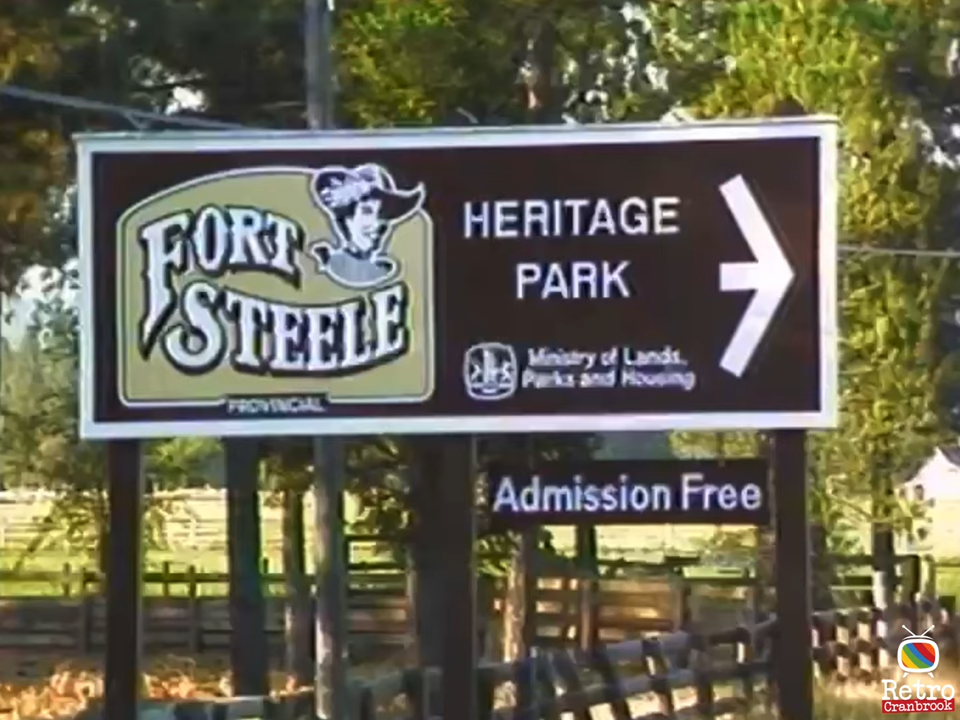 FORT
STEELE
PROVINCIAL
HERITAGE
PARK
Ministry of Lands,
Parks and Housing
Admission Free
Retro
Cranbrook